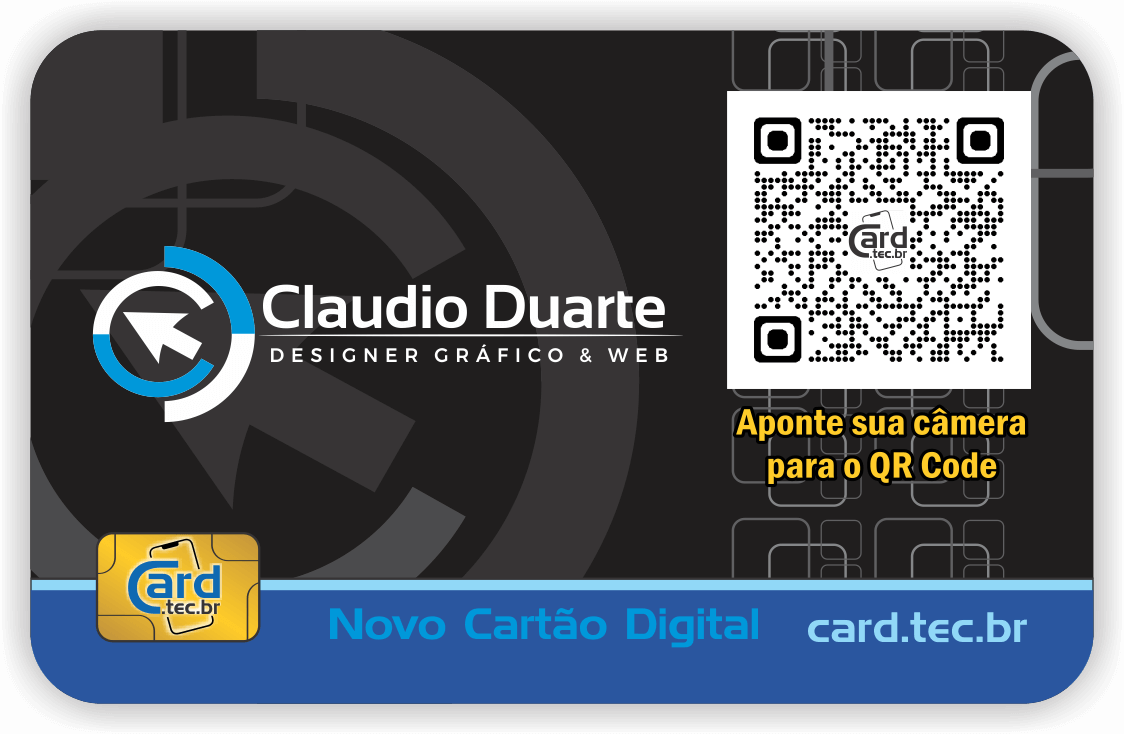 Claudio Duarte
DESIGNER GRÁFICO & WEB
Card
.tec.br
Aponte sua câmera
para o QR Code
Card
.tec.br
Novo Cartão Digital
card.tec.br